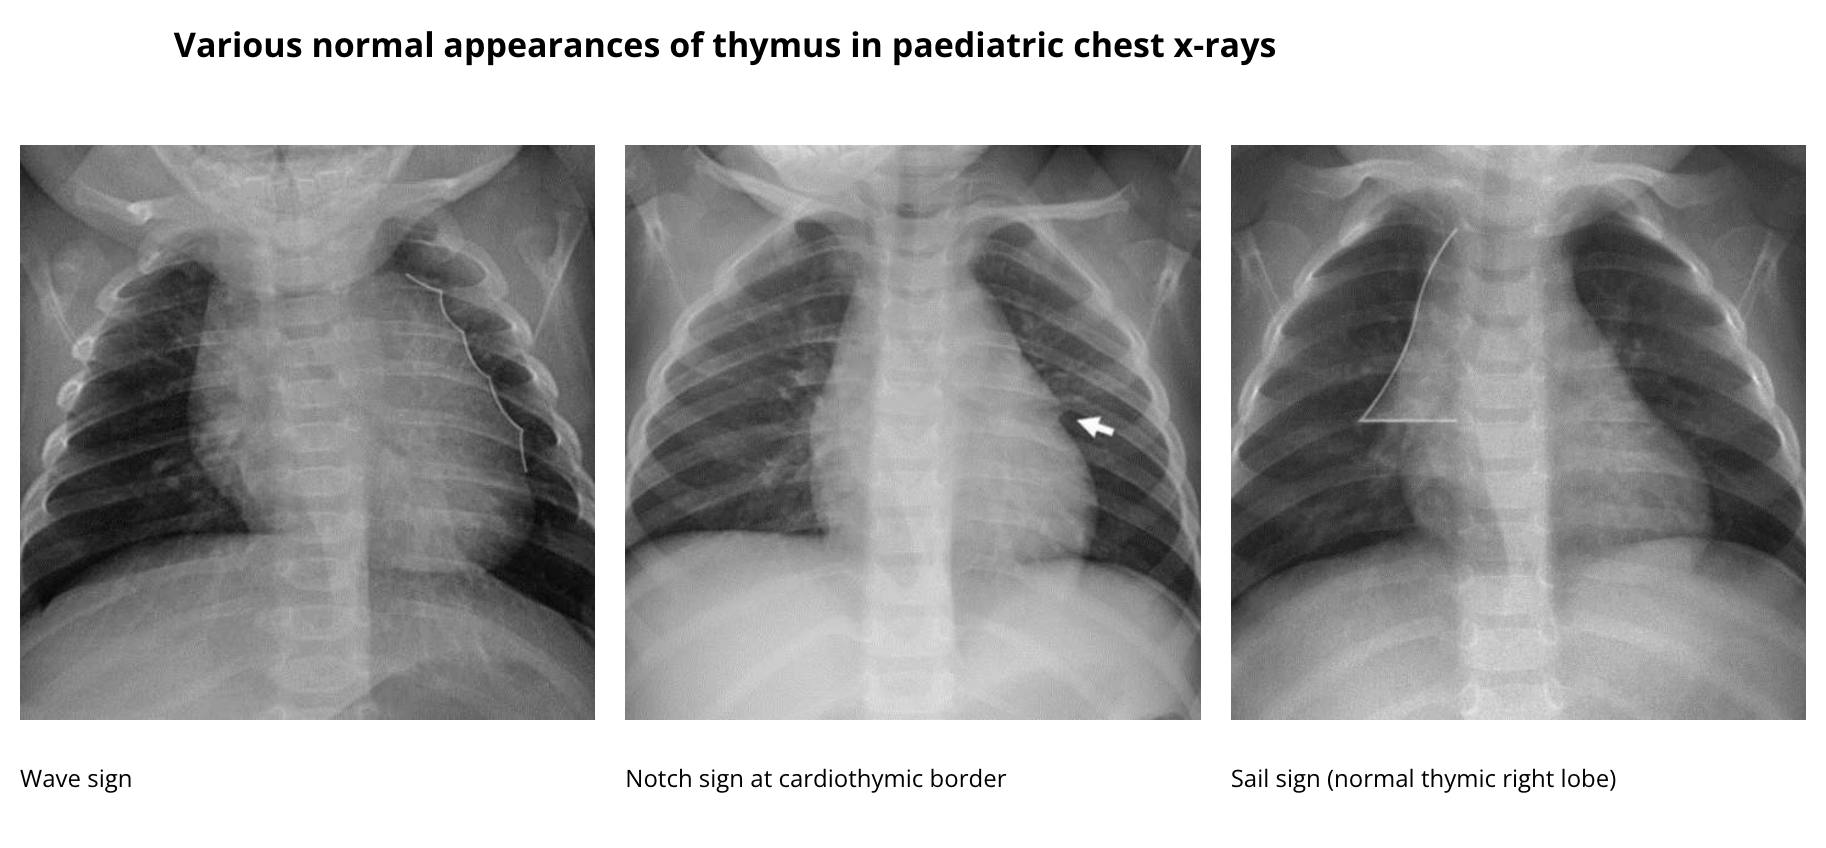 Various normal appearances of thymus in paediatric chest x-rays
Wave sign
Notch sign at cardiothymic border
Sail sign (normal thymic right lobe)